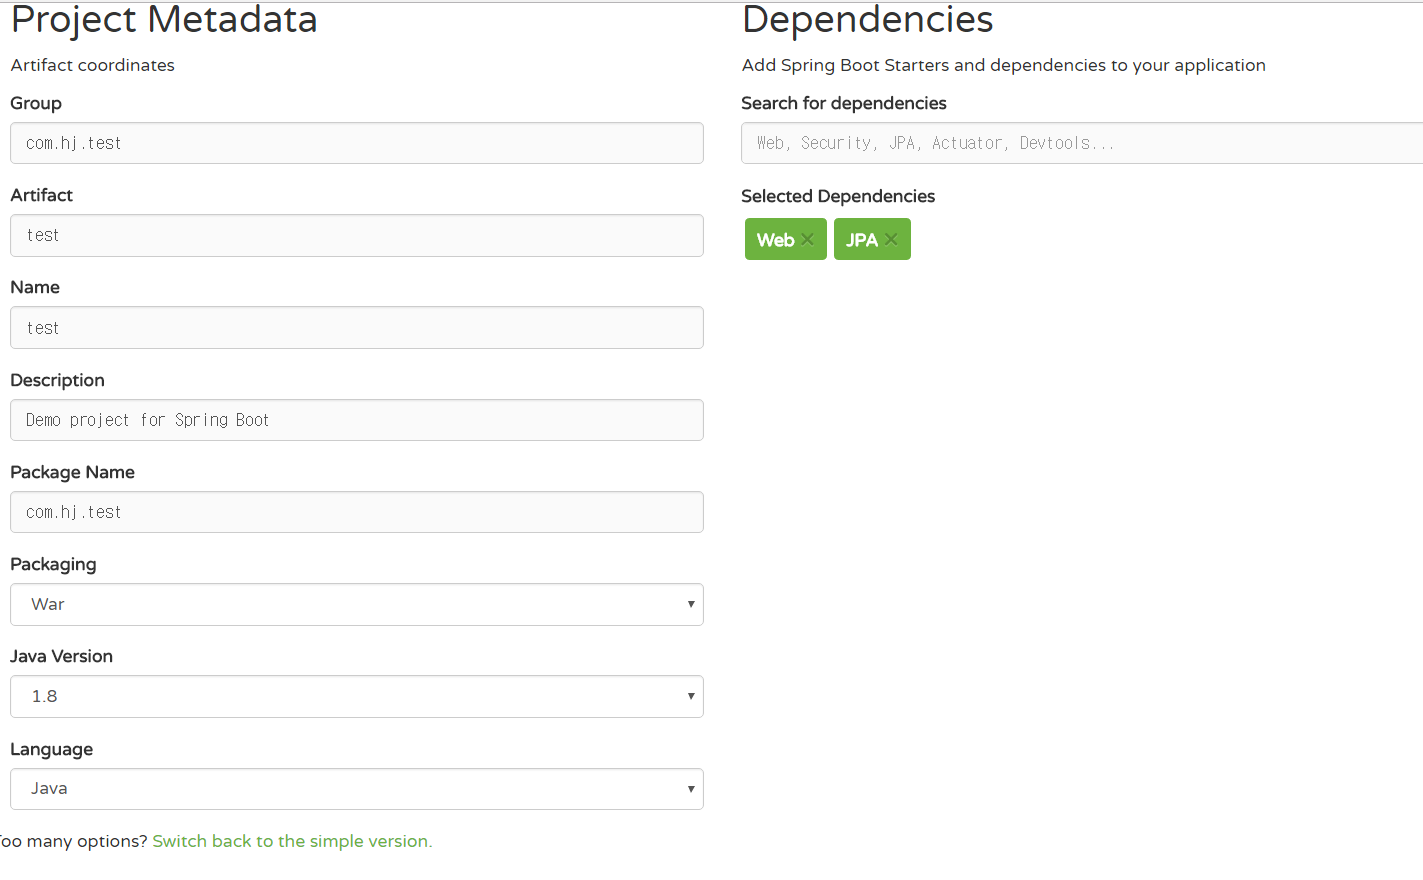 Project Metadata
Artifact coordinates
Group
com.hj.test
Artifact
test
Name
test
Description
Demo project for Spring Boot
Package Name
com.hj.test
Packaging
War
Java Version
1.8
Language
Java
Too many options? Switch back to the simple version.
Dependencies
Add Spring Boot Starters and dependencies to your application
Search for dependencies
Web, Security, JPA, Actuator, Devtools...
Selected Dependencies
Web × JPA ×